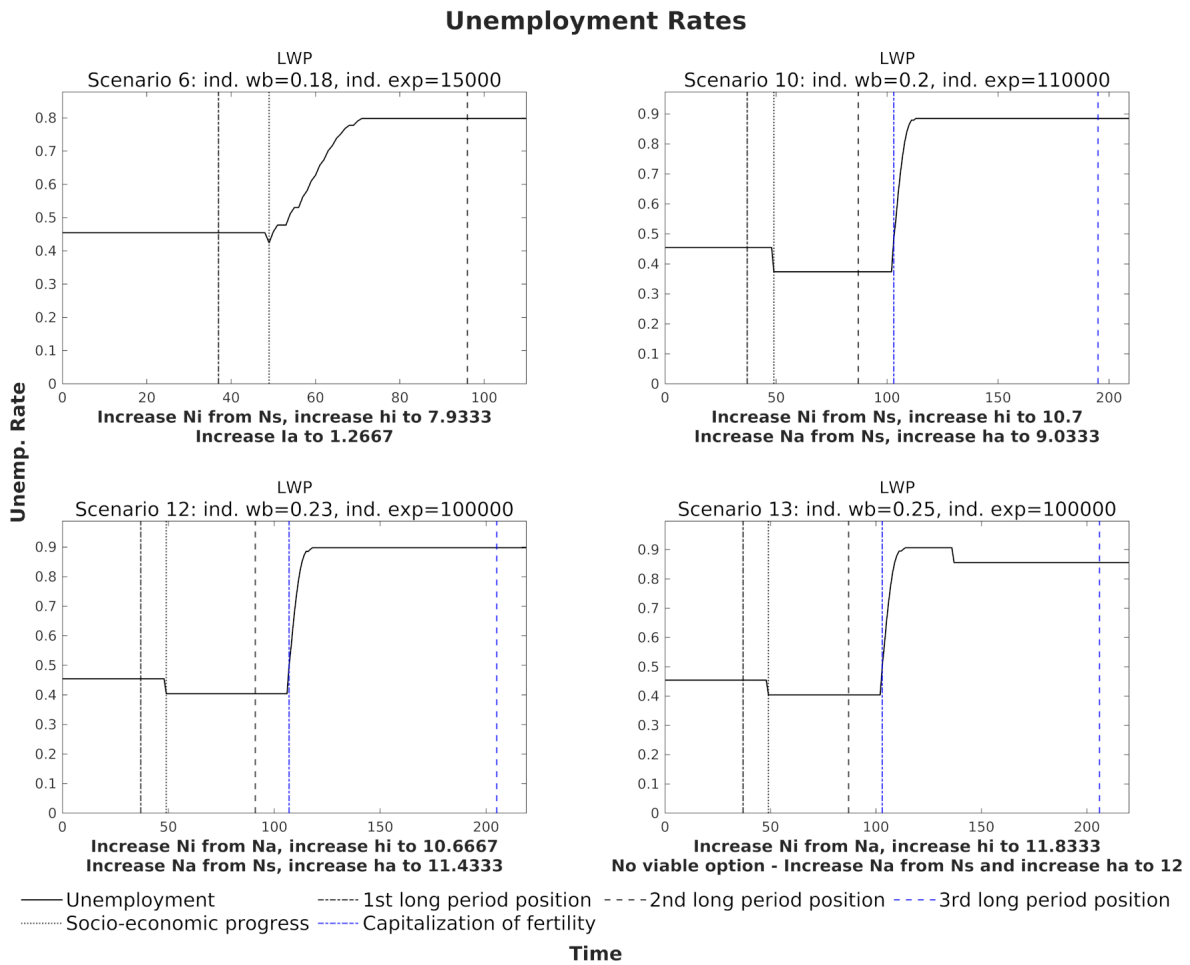 Unemployment Rates
LWP
Scenario 6: ind. wb=0.18, ind. exp=15000
0.8
0.7
0.6
0.5
0.4
0.3
0.2
0.1
0
0 20 40 60 80 100
Increase Ni from Ns, increase hi to 7.9333
Increase Ia to 1.2667
LWP
Scenario 10: ind. wb=0.2, ind. exp=110000
0.9
0.8
0.7
0.6
0.5
0.4
0.3
0.2
0.1
0
0 50 100 150 200
Increase Ni from Ns, increase hi to 10.7
Increase Na from Ns, increase ha to 9.0333
Unemp. Rate
LWP
Scenario 12: ind. wb=0.23, ind. exp=100000
0.9
0.8
0.7
0.6
0.5
0.4
0.3
0.2
0.1
0
0 50 100 150 200
Increase Ni from Na, increase hi to 10.6667
Increase Na from Ns, increase ha to 11.4333
LWP
Scenario 13: ind. wb=0.25, ind. exp=100000
0.9
0.8
0.7
0.6
0.5
0.4
0.3
0.2
0.1
0
0 50 100 150 200
Increase Ni from Na, increase hi to 11.8333
No viable option - Increase Na from Ns and increase ha to 12
Unemployment 1st long period position 2nd long period position 3rd long period position
Socio-economic progress Capitalization of fertility
Time